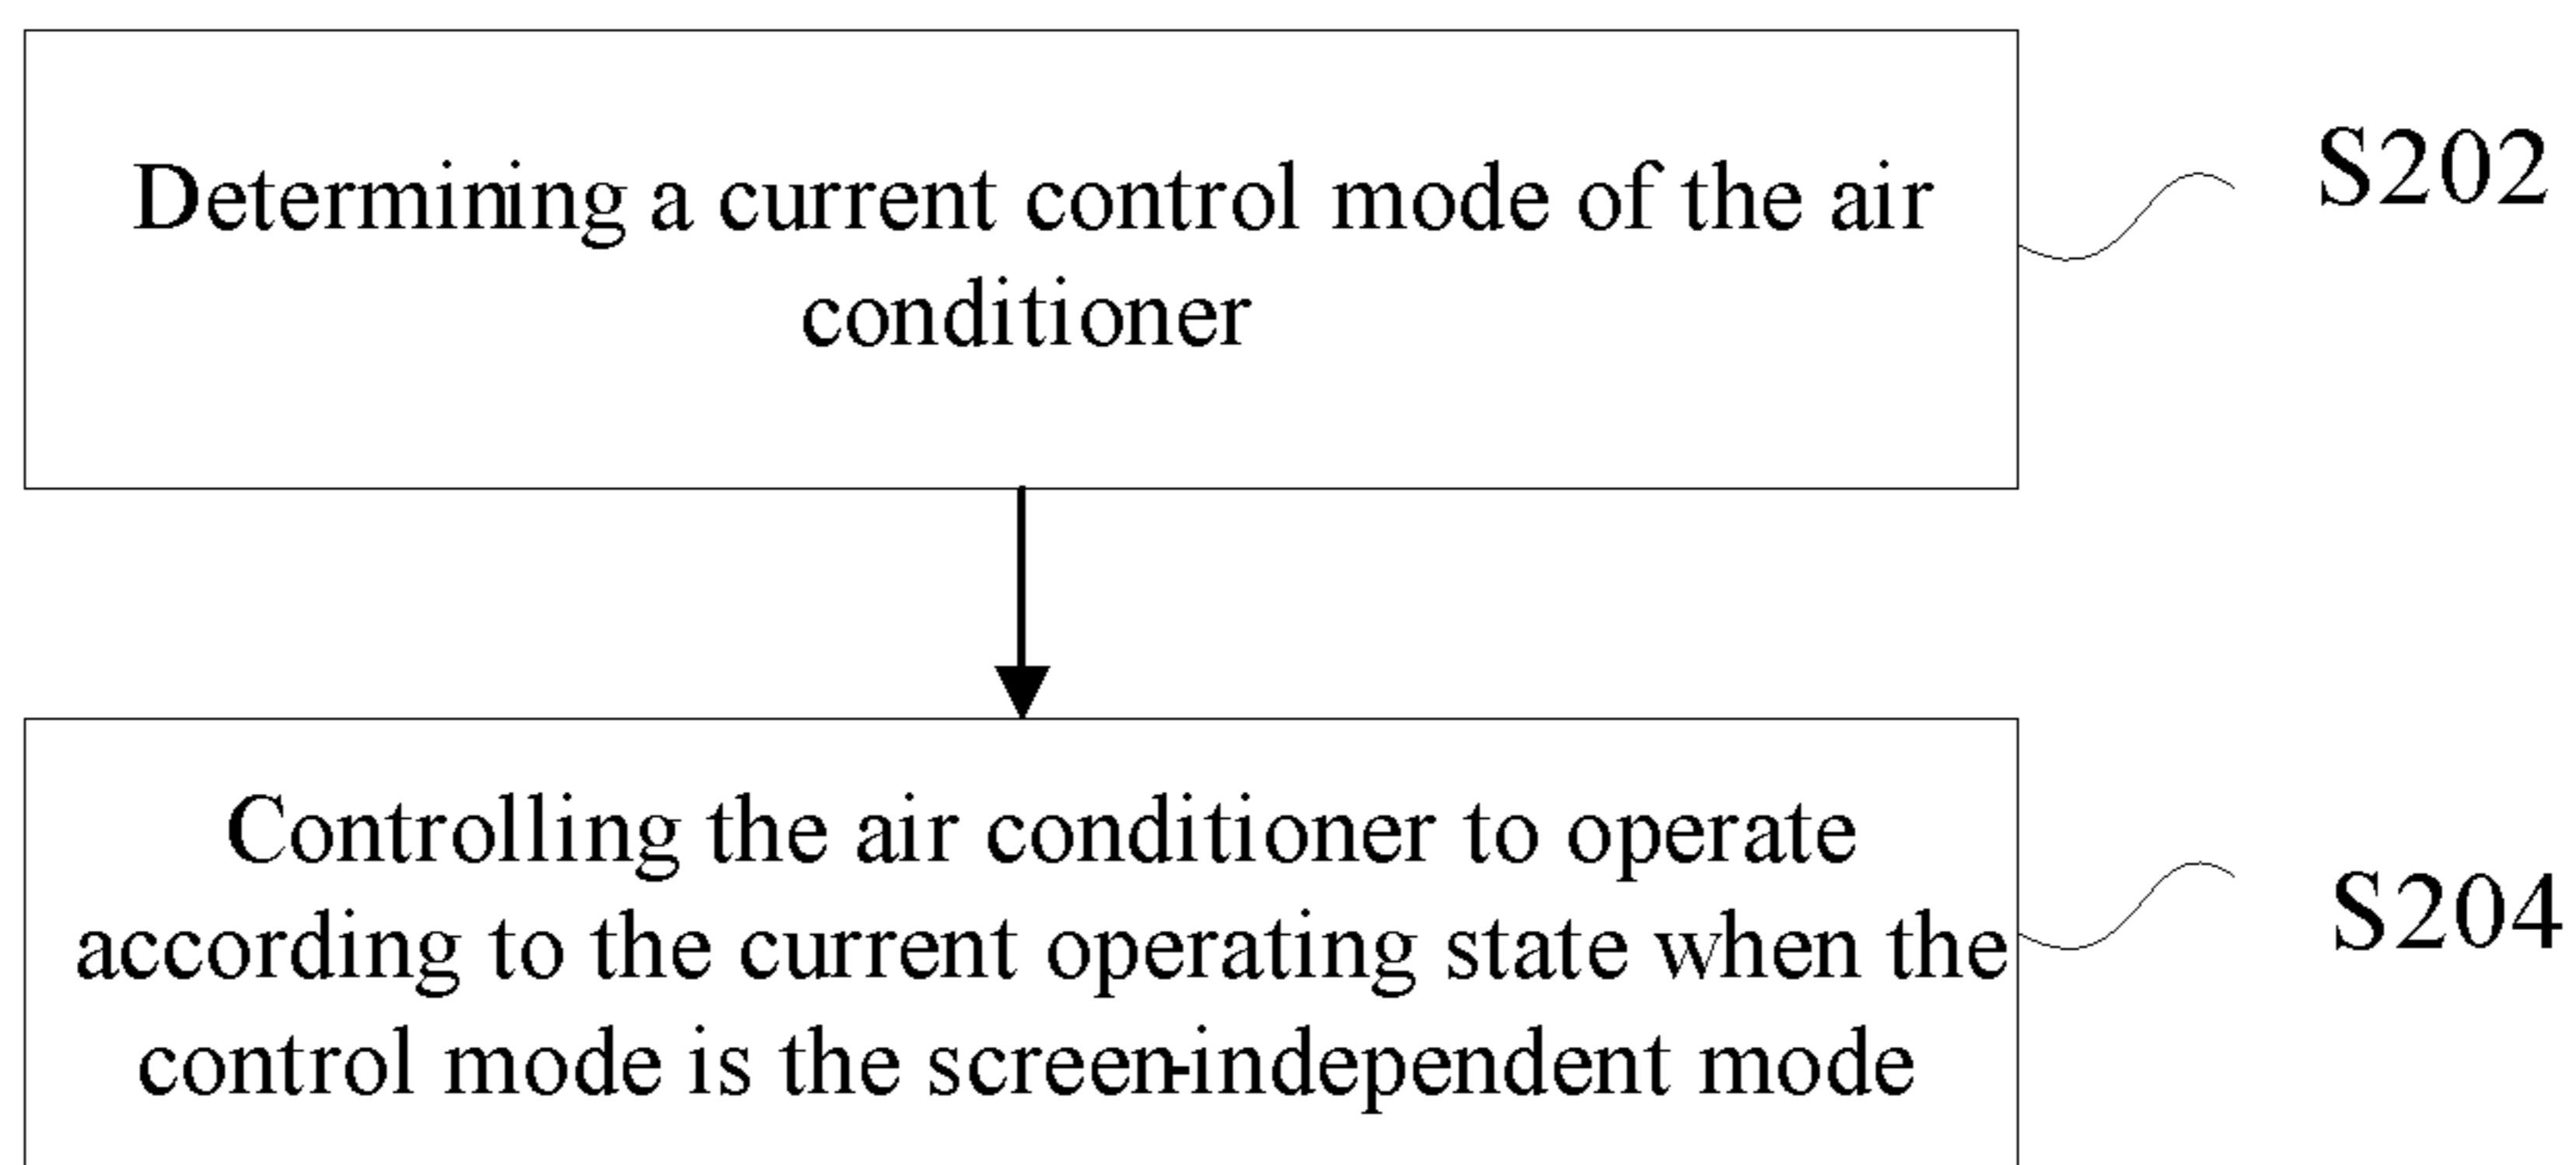 Determining a current control mode of the air
conditioner
S202
Controlling the air conditioner to operate
according to the current operating state when the
control mode is the screen-independent mode
S204